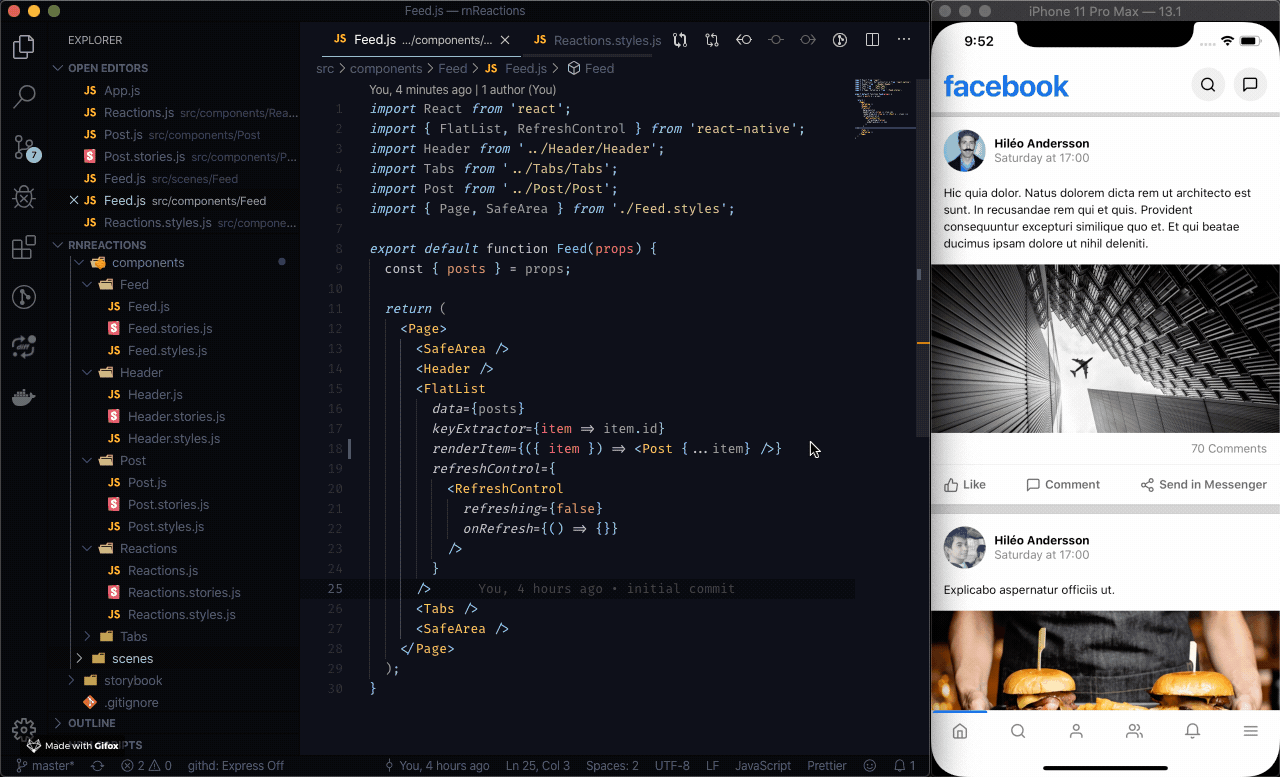 Feed.js — rnReactions
EXPLORER
OPEN EDITORS
JS App.js
JS Reactions.js src/components/Rea...
JS Post.js src/components/Post
Post.stories.js src/components/P...
JS Feed.js src/scenes/Feed
JS Feed.js src/components/Feed
JS Reactions.styles.js src/compone...
RNREACTIONS
components
Feed
JS Feed.js
Feed.stories.js
JS Feed.styles.js
Header
JS Header.js
Header.stories.js
JS Header.styles.js
Post
JS Post.js
Post.stories.js
JS Post.styles.js
Reactions
JS Reactions.js
Reactions.stories.js
JS Reactions.styles.js
Tabs
scenes
storybook
.gitignore
OUTLINE
7
Made with Gifox
JS Feed.js .../components/...
JS Reactions.styles.js
src > components > Feed > JS Feed.js > Feed
You, 4 minutes ago | 1 author (You)
1 import React from 'react';
2 import { FlatList, RefreshControl } from 'react-native';
3 import Header from '../Header/Header';
4 import Tabs from '../Tabs/Tabs';
5 import Post from '../Post/Post';
6 import { Page, SafeArea } from './Feed.styles';
7
8 export default function Feed(props) {
9 const { posts } = props;
10
11 return (
12 <Page>
13 <SafeArea />
14 <Header />
15 <FlatList
16 data={posts}
17 keyExtractor={item => item.id}
18 renderItem={({ item }) => <Post {...item} />}
19 refreshControl={
20 <RefreshControl
21 refreshing={false}
22 onRefresh={() => {}}
23 />
24 }
25 /> You, 4 hours ago • initial commit
26 <Tabs />
27 <SafeArea />
28 </Page>
29 );
30 }
master* 2 0 githd: Express Off You, 4 hours ago Ln 25, Col 3 Spaces: 2 UTF-8 LF JavaScript Prettier 1
iPhone 11 Pro Max — 13.1
9:52
facebook
Hiléo Andersson
Saturday at 17:00
Hic quia dolor. Natus dolorem dicta rem ut architecto est
sunt. In recusandae rem qui et quis. Provident
consequuntur excepturi similique quo et. Et qui beatae
ducimus ipsam dolore ut nihil deleniti.
70 Comments
Like Comment Send in Messenger
Hiléo Andersson
Saturday at 17:00
Explicabo aspernatur officiis ut.